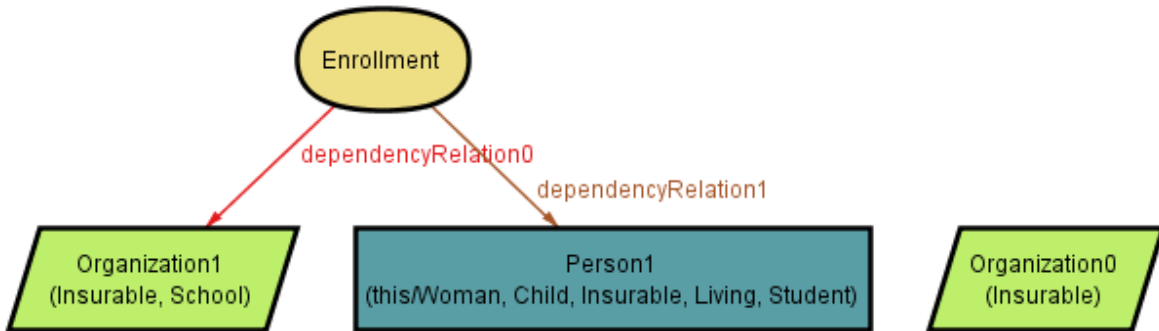 Enrollment
dependencyRelation0
dependencyRelation1
Organization1
(Insurable, School)
Person1
(this/Woman, Child, Insurable, Living, Student)
Organization0
(Insurable)